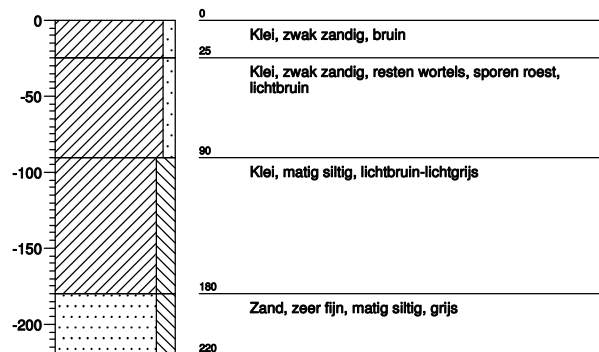 0
0
Klei, zwak zandig, bruin
25
Klei, zwak zandig, resten wortels, sporen roest,
lichtbruin
-50
90
-100
Klei, matig siltig, lichtbruin-lichtgrijs
-150
180
Zand, zeer fijn, matig siltig, grijs
-200
220